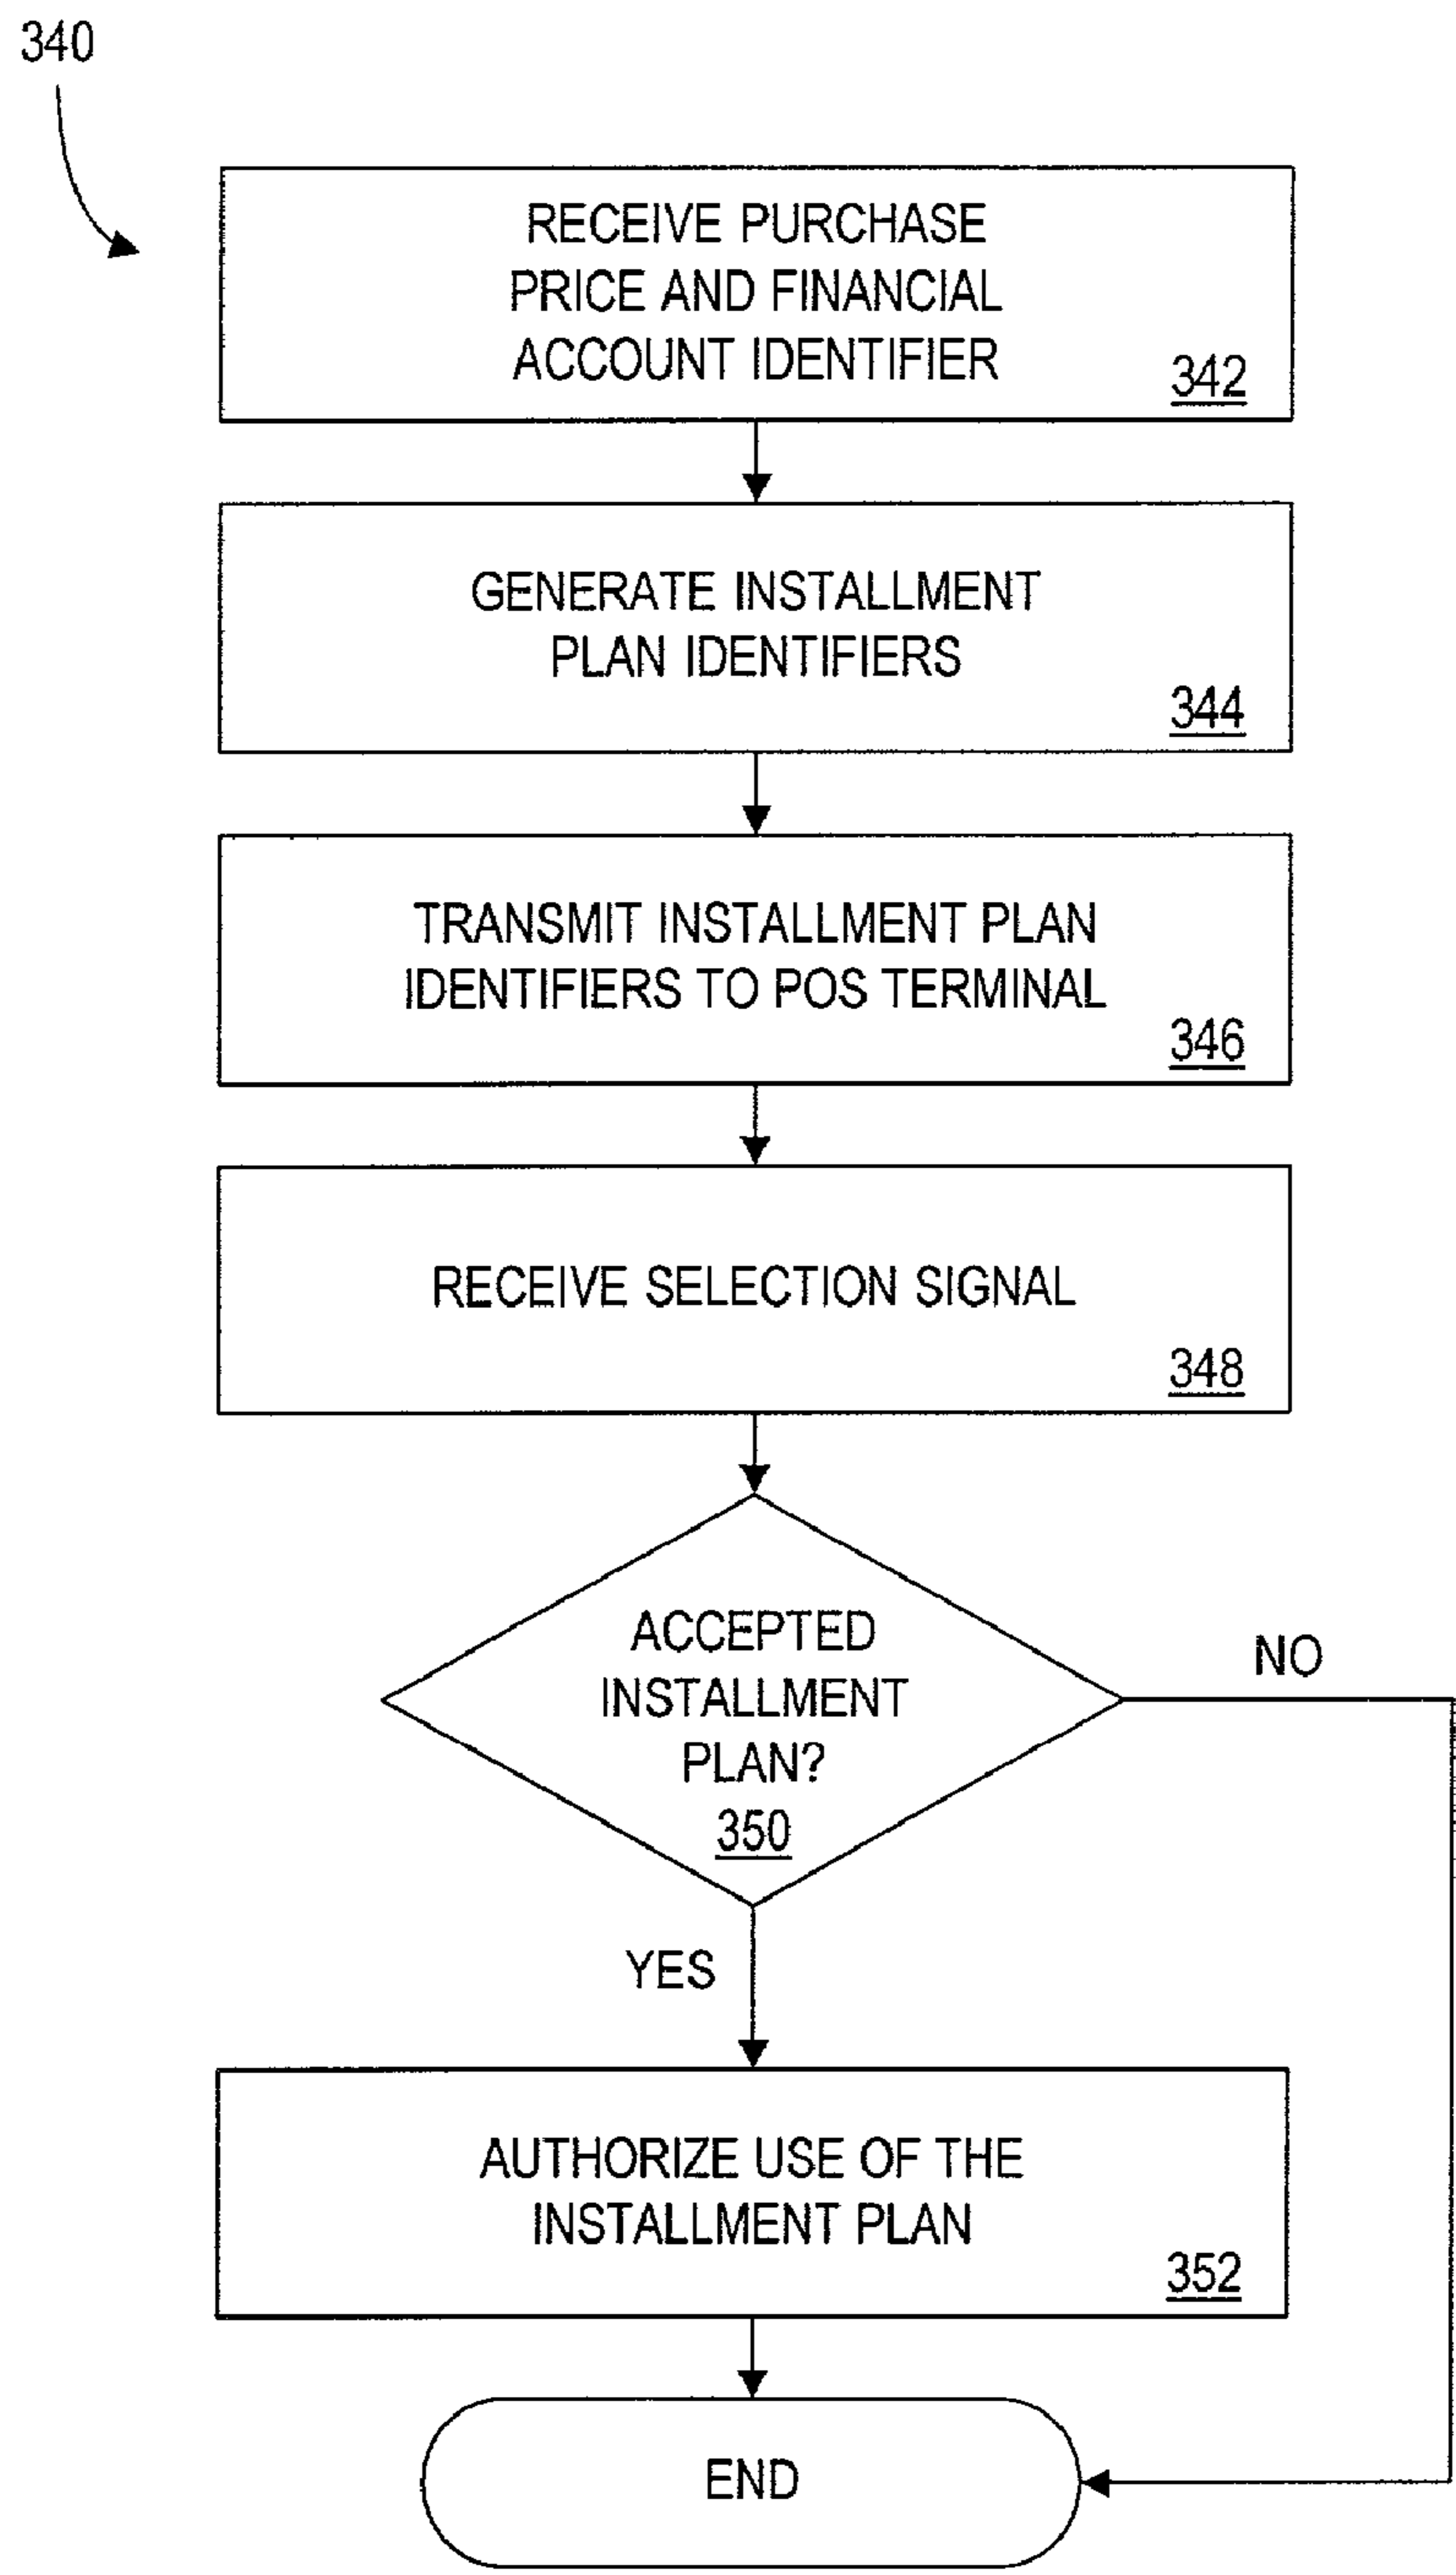 340
RECEIVE PURCHASE
PRICE AND FINANCIAL
ACCOUNT IDENTIFIER
342
GENERATE INSTALLMENT
PLAN IDENTIFIERS
344
TRANSMIT INSTALLMENT PLAN
IDENTIFIERS TO POS TERMINAL
346
RECEIVE SELECTION SIGNAL
348
ACCEPTED
INSTALLMENT
PLAN?
350
NO
YES
AUTHORIZE USE OF THE
INSTALLMENT PLAN
352
END